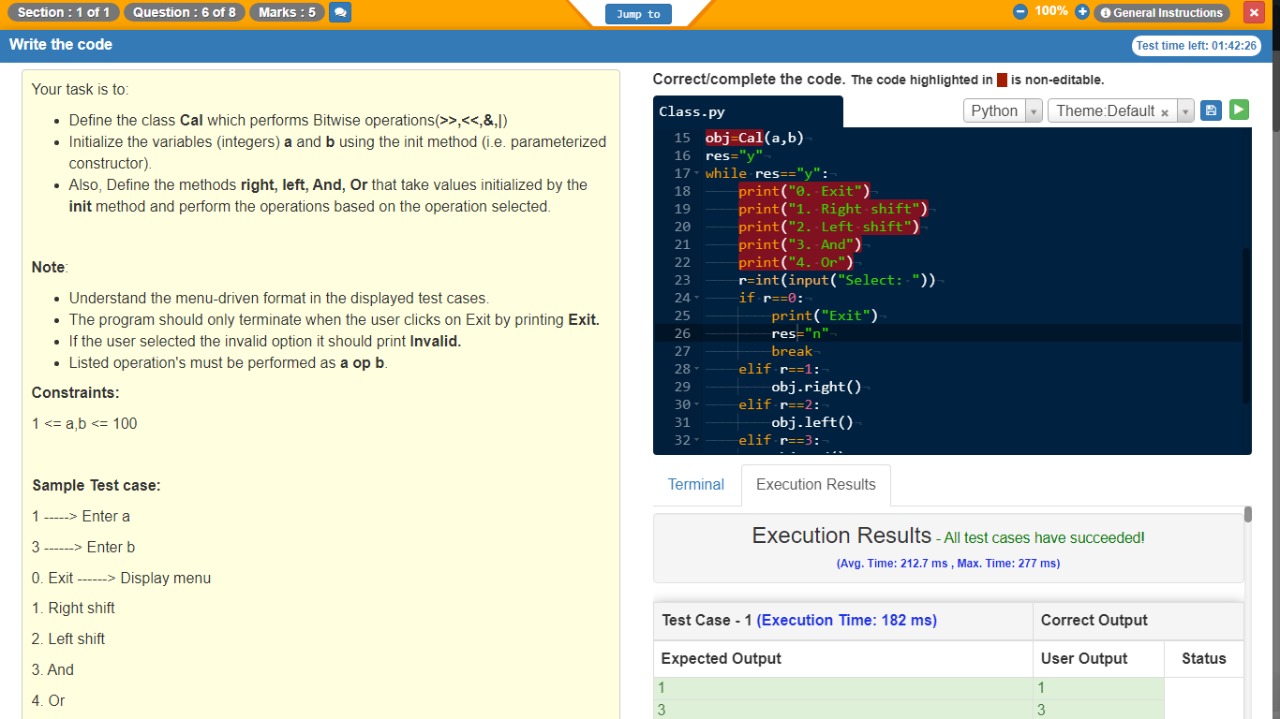 Section : 1 of 1 Question : 6 of 8 Marks : 5
Jump to
100% General Instructions
Write the code
Test time left: 01:42:26
Your task is to:
Define the class Cal which performs Bitwise operations(>>,<<,&,|)
Initialize the variables (integers) a and b using the init method (i.e. parameterized
constructor).
Also, Define the methods right, left, And, Or that take values initialized by the
init method and perform the operations based on the operation selected.
Note:
Understand the menu-driven format in the displayed test cases.
The program should only terminate when the user clicks on Exit by printing Exit.
If the user selected the invalid option it should print Invalid.
Listed operation's must be performed as a op b.
Constraints:
1 <= a,b <= 100
Sample Test case:
1 -----> Enter a
3 ------> Enter b
0. Exit ------> Display menu
1. Right shift
2. Left shift
3. And
4. Or
Correct/complete the code. The code highlighted in is non-editable.
Class.py
Python Theme:Default ×
15 obj=Cal(a,b)
16 res="y"
17 while res=="y":
18 print("0. Exit")
19 print("1. Right shift")
20 print("2. Left shift")
21 print("3. And")
22 print("4. Or")
23 r=int(input("Select: "))
24 if r==0:
25 print("Exit")
26 res="n"
27 break
28 elif r==1:
29 obj.right()
30 elif r==2:
31 obj.left()
32 elif r==3:
Terminal Execution Results
Execution Results - All test cases have succeeded!
(Avg. Time: 212.7 ms , Max. Time: 277 ms)
Test Case - 1 (Execution Time: 182 ms) Correct Output
Expected Output User Output Status
1 1
3 3